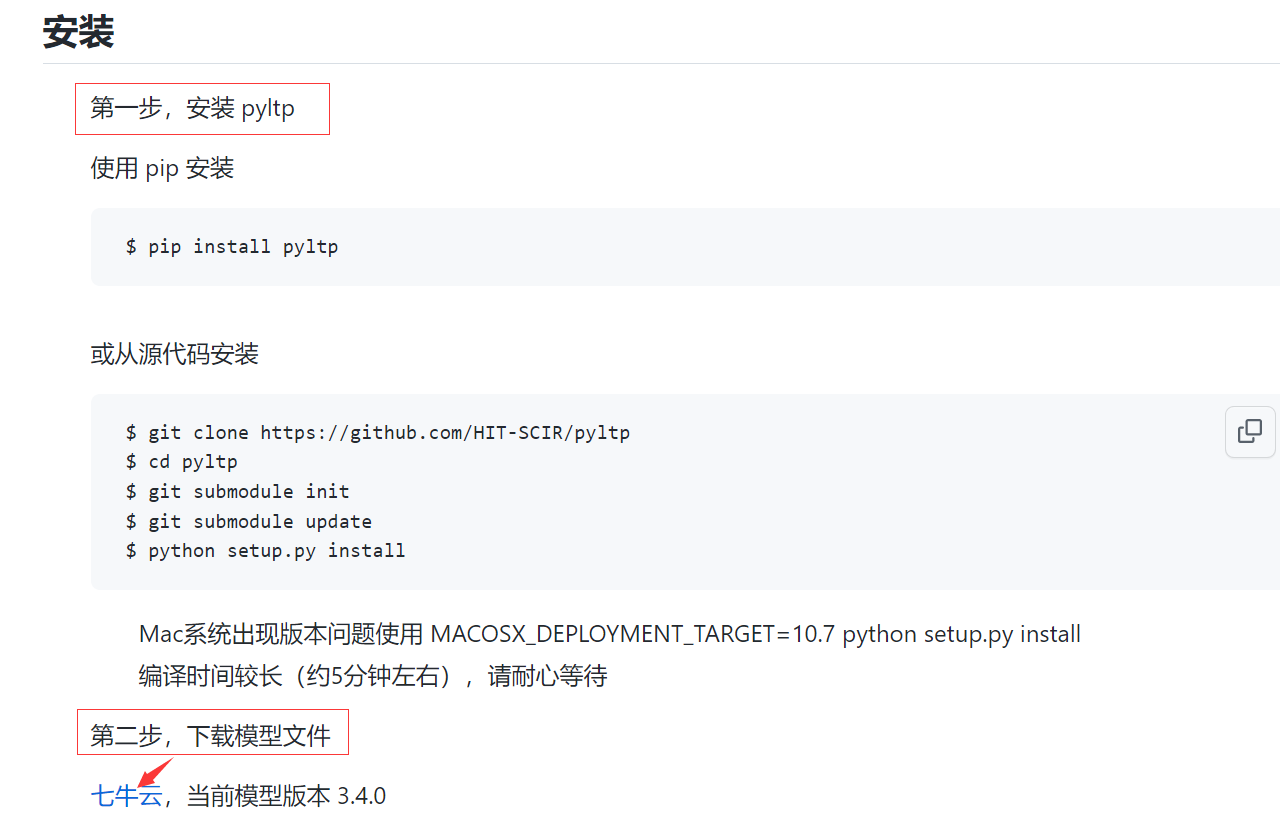 安装
第一步，安装 pyltp
使用 pip 安装
$ pip install pyltp
或从源代码安装
$ git clone https://github.com/HIT-SCIR/pyltp
$ cd pyltp
$ git submodule init
$ git submodule update
$ python setup.py install
Mac系统出现版本问题使用 MACOSX_DEPLOYMENT_TARGET=10.7 python setup.py install
编译时间较长（约5分钟左右），请耐心等待
第二步，下载模型文件
七牛云，当前模型版本 3.4.0